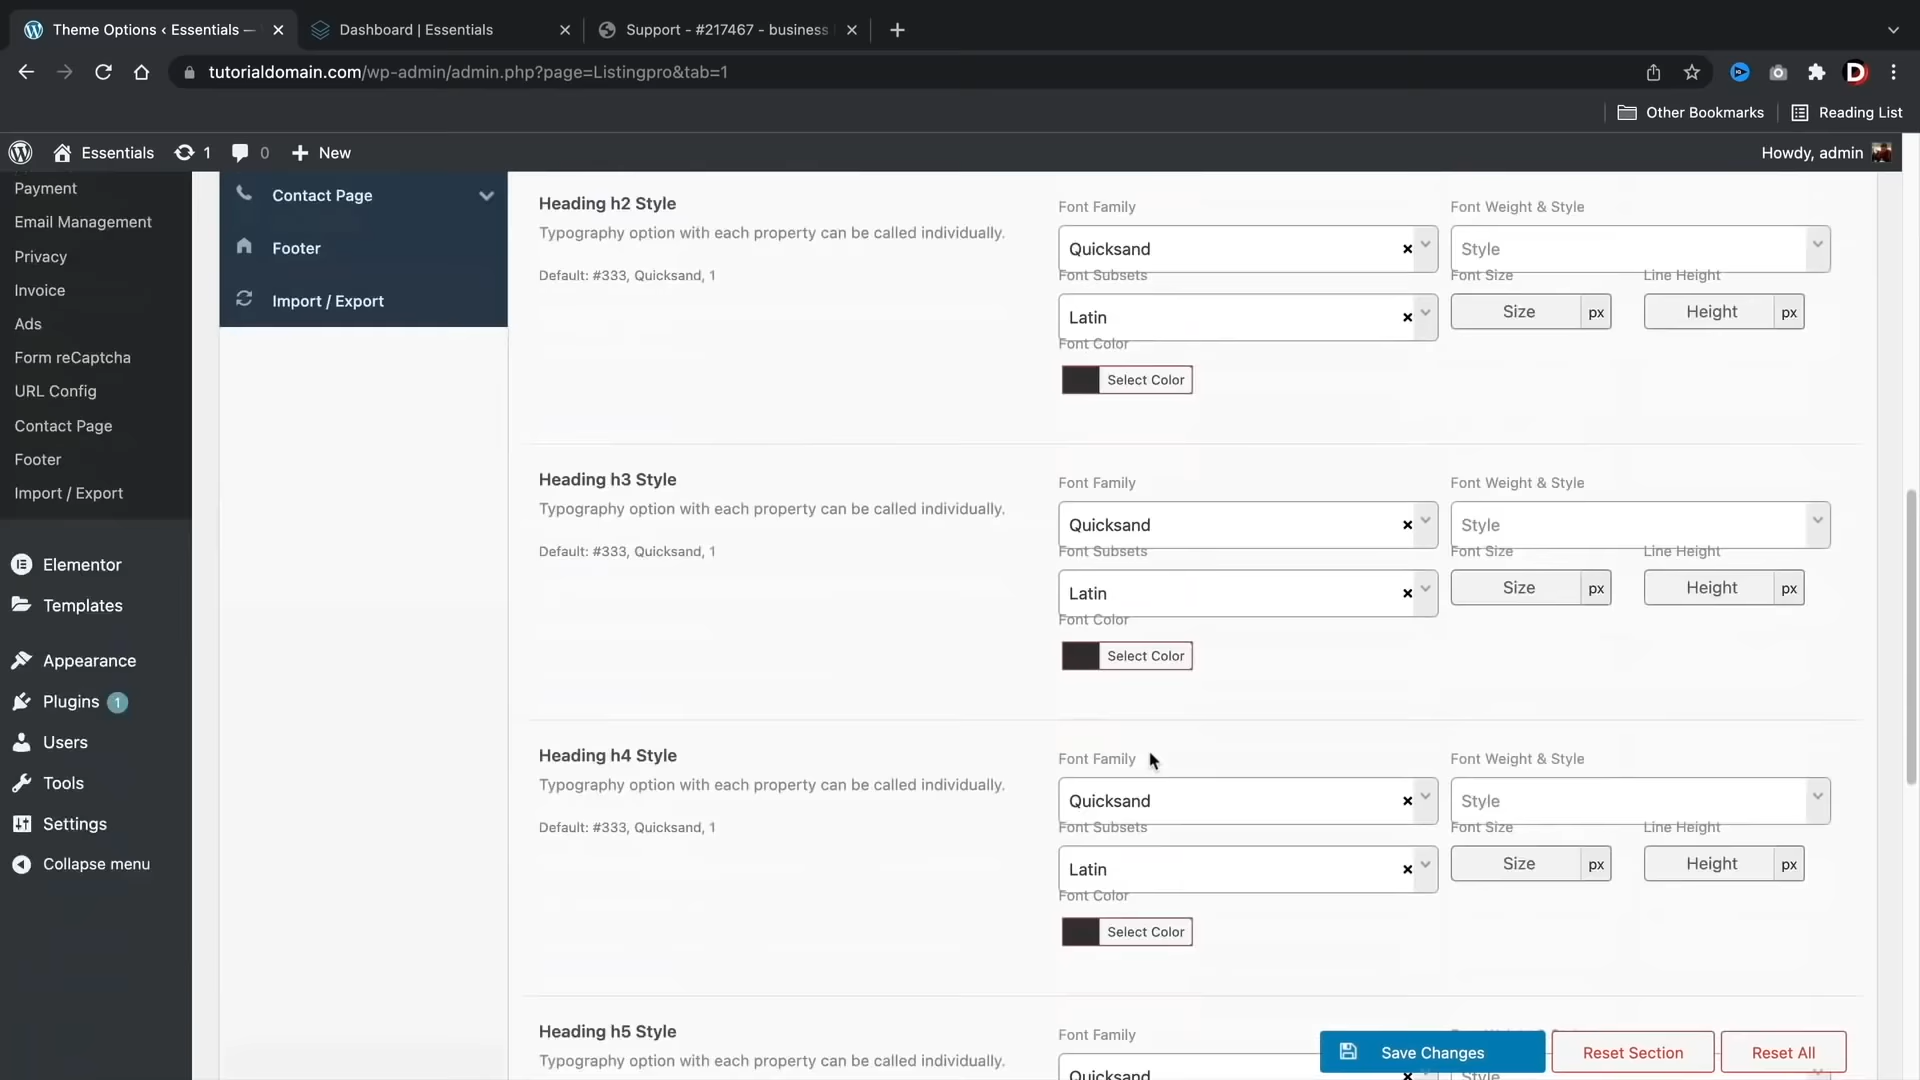 Theme Options ‹ Essentials —
Dashboard | Essentials
Support - #217467 - business
tutorialdomain.com/wp-admin/admin.php?page=Listingpro&tab=1
Other Bookmarks
Reading List
Essentials
1
0
New
Howdy, admin
Payment
Email Management
Privacy
Invoice
Ads
Form reCaptcha
URL Config
Contact Page
Footer
Import / Export
Elementor
Templates
Appearance
Plugins 1
Users
Tools
Settings
Collapse menu
Contact Page
Footer
Import / Export
Heading h2 Style
Typography option with each property can be called individually.
Default: #333, Quicksand, 1
Font Family
Quicksand
Font Weight & Style
Style
Font Subsets
Latin
Font Size
Size px
Line Height
Height px
Font Color
Select Color
Heading h3 Style
Typography option with each property can be called individually.
Default: #333, Quicksand, 1
Font Family
Quicksand
Font Weight & Style
Style
Font Subsets
Latin
Font Size
Size px
Line Height
Height px
Font Color
Select Color
Heading h4 Style
Typography option with each property can be called individually.
Default: #333, Quicksand, 1
Font Family
Quicksand
Font Weight & Style
Style
Font Subsets
Latin
Font Size
Size px
Line Height
Height px
Font Color
Select Color
Heading h5 Style
Typography option with each property can be called individually.
Font Family
Quicksand
Style
Save Changes
Reset Section
Reset All